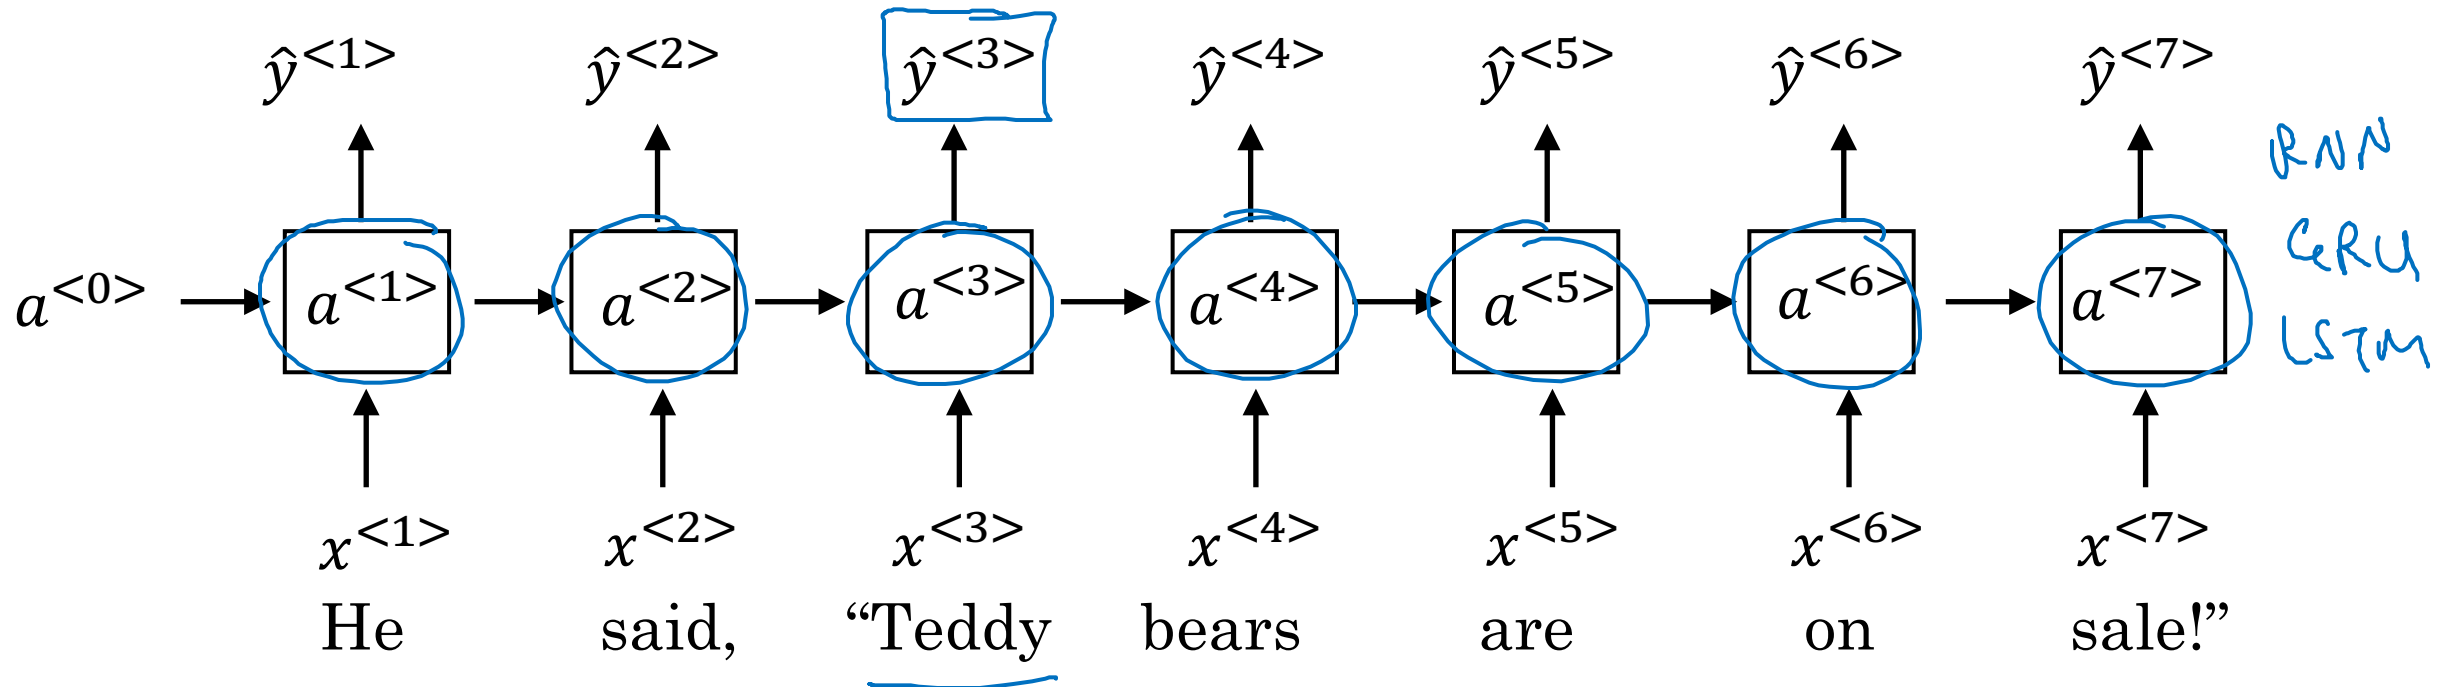 ŷ<1> ŷ<2> ŷ<3> ŷ<4> ŷ<5> ŷ<6> ŷ<7>
RNN
GRU
LSTM
a<0> a<1> a<2> a<3> a<4> a<5> a<6> a<7>
x<1> x<2> x<3> x<4> x<5> x<6> x<7>
He said, “Teddy bears are on sale!”